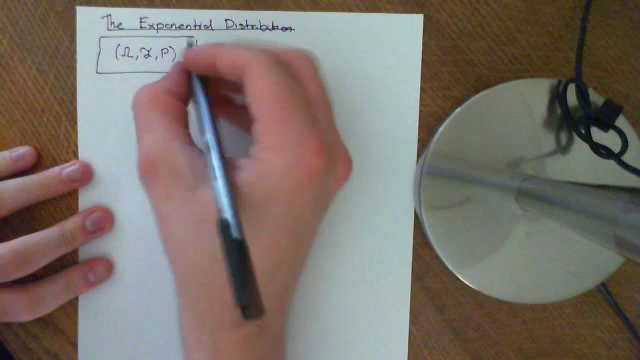 The Exponential Distribution
(Ω, ℱ, P)